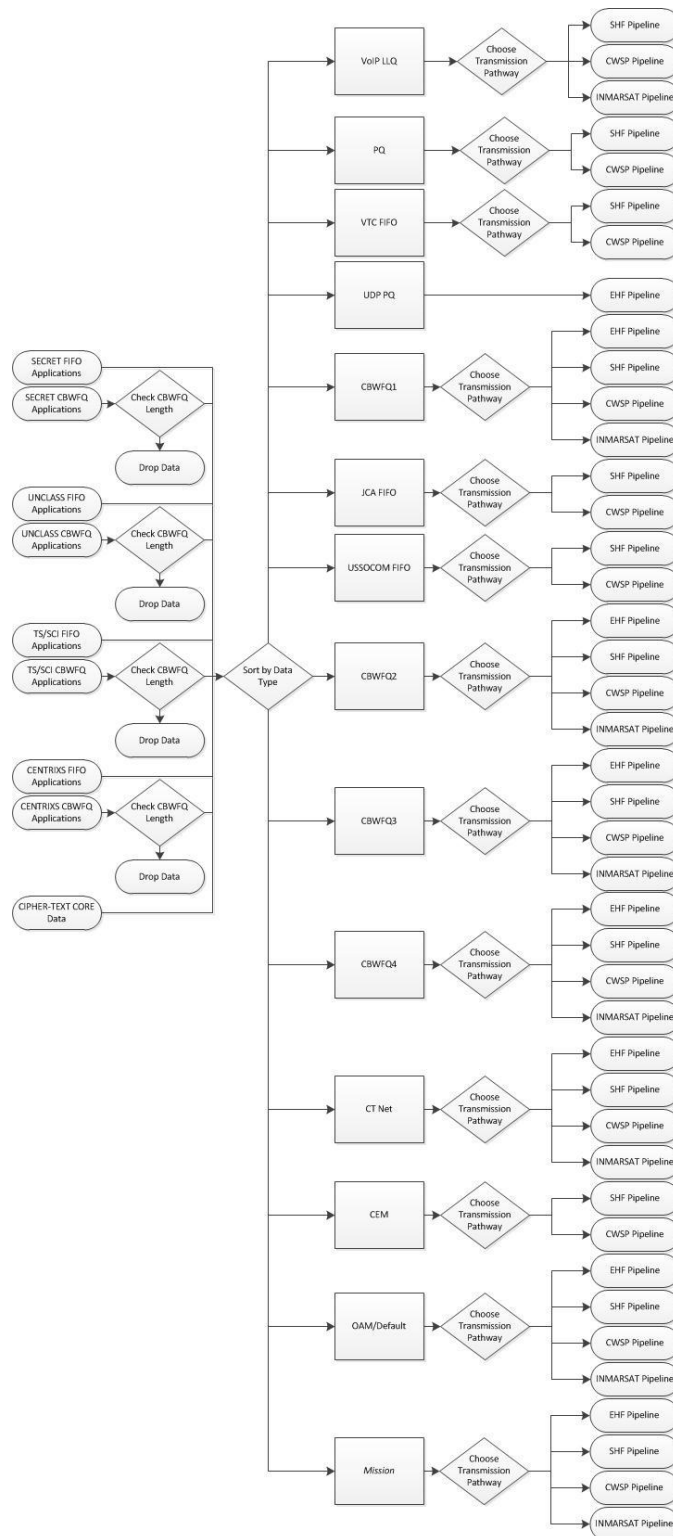 SECRET FIFO
Applications
SECRET CBWFQ
Applications
Check CBWFQ
Length
Drop Data
UNCLASS FIFO
Applications
UNCLASS CBWFQ
Applications
Check CBWFQ
Length
Drop Data
TS/SCI FIFO
Applications
TS/SCI CBWFQ
Applications
Check CBWFQ
Length
Drop Data
CENTRIXS FIFO
Applications
CENTRIXS CBWFQ
Applications
Check CBWFQ
Length
Drop Data
CIPHER-TEXT CORE
Data
Sort by Data
Type
VoIP LLQ
Choose
Transmission
Pathway
SHF Pipeline
CWSP Pipeline
INMARSAT Pipeline
PQ
Choose
Transmission
Pathway
SHF Pipeline
CWSP Pipeline
VTC FIFO
Choose
Transmission
Pathway
SHF Pipeline
CWSP Pipeline
UDP PQ
EHF Pipeline
CBWFQ1
Choose
Transmission
Pathway
EHF Pipeline
SHF Pipeline
CWSP Pipeline
INMARSAT Pipeline
JCA FIFO
Choose
Transmission
Pathway
SHF Pipeline
CWSP Pipeline
USSOCOM FIFO
Choose
Transmission
Pathway
SHF Pipeline
CWSP Pipeline
CBWFQ2
Choose
Transmission
Pathway
EHF Pipeline
SHF Pipeline
CWSP Pipeline
INMARSAT Pipeline
CBWFQ3
Choose
Transmission
Pathway
EHF Pipeline
SHF Pipeline
CWSP Pipeline
INMARSAT Pipeline
CBWFQ4
Choose
Transmission
Pathway
EHF Pipeline
SHF Pipeline
CWSP Pipeline
INMARSAT Pipeline
CT Net
Choose
Transmission
Pathway
EHF Pipeline
SHF Pipeline
CWSP Pipeline
INMARSAT Pipeline
CEM
Choose
Transmission
Pathway
SHF Pipeline
CWSP Pipeline
OAM/Default
Choose
Transmission
Pathway
EHF Pipeline
SHF Pipeline
CWSP Pipeline
INMARSAT Pipeline
Mission
Choose
Transmission
Pathway
EHF Pipeline
SHF Pipeline
CWSP Pipeline
INMARSAT Pipeline